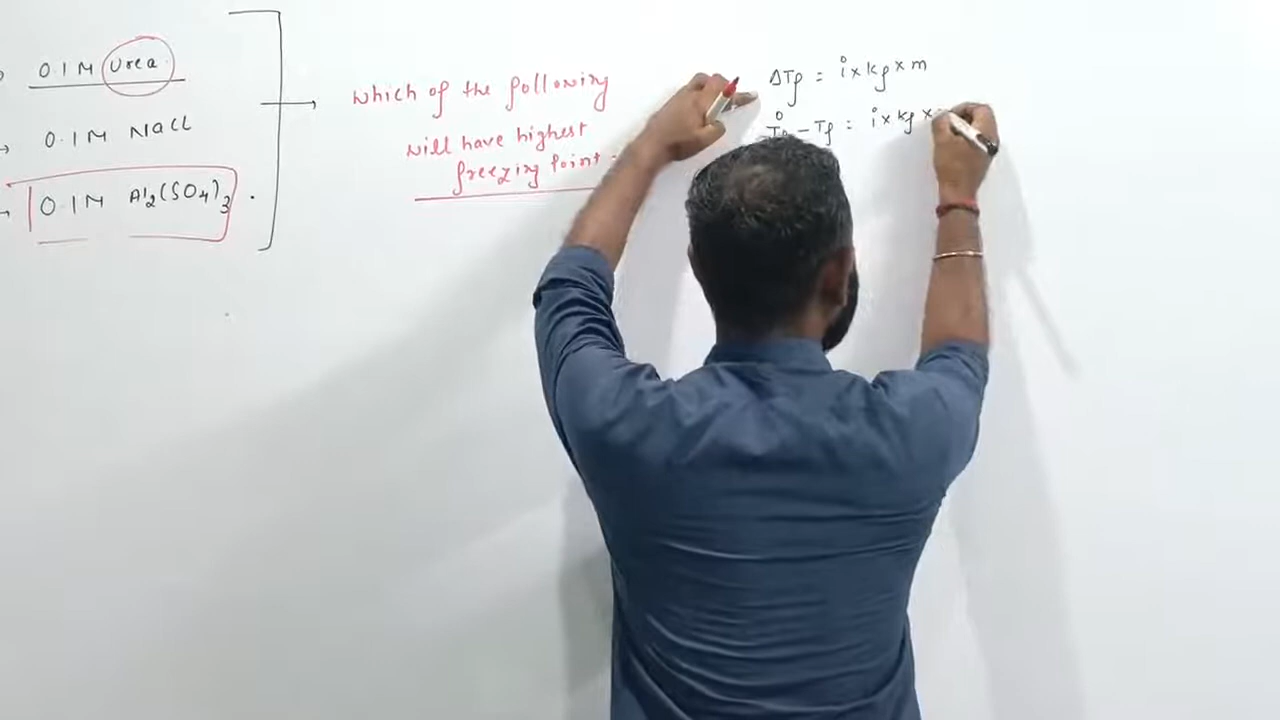 0.1 M Urea
0.1 M NaCl
0.1 M Al2(SO4)3 .
which of the following
will have highest
freezing point
ΔTf = i × kf × m
Tf° - Tf = i × kf ×